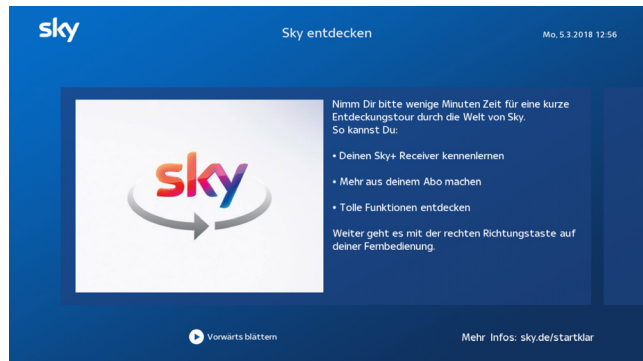 sky
Sky entdecken
Mo, 5.3.2018 12:56
sky
Nimm Dir bitte wenige Minuten Zeit für eine kurze
Entdeckungstour durch die Welt von Sky.
So kannst Du:
• Deinen Sky+ Receiver kennenlernen
• Mehr aus deinem Abo machen
• Tolle Funktionen entdecken
Weiter geht es mit der rechten Richtungstaste auf
deiner Fernbedienung.
Vorwärts blättern
Mehr Infos: sky.de/startklar